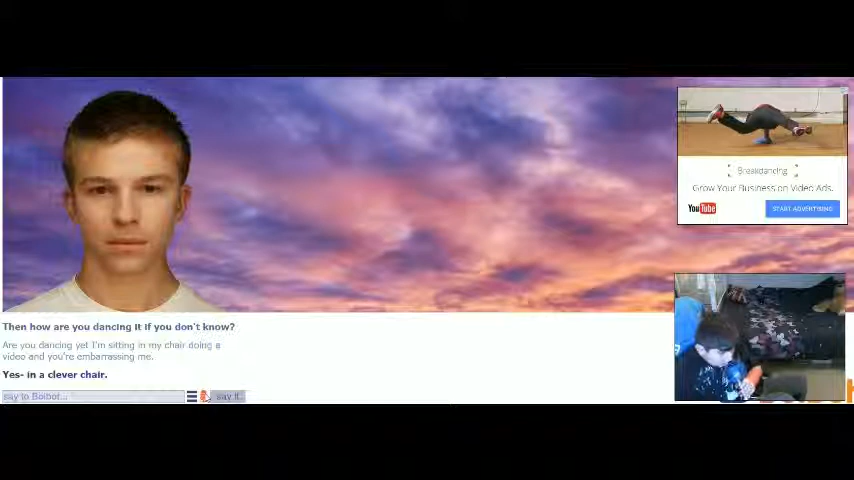 Breakdancing
Grow Your Business on Video Ads.
YouTube
START ADVERTISING
Then how are you dancing it if you don't know?
Are you dancing yet I'm sitting in my chair doing a
video and you're embarrassing me.
Yes- in a clever chair.
say to Boibot...
say it